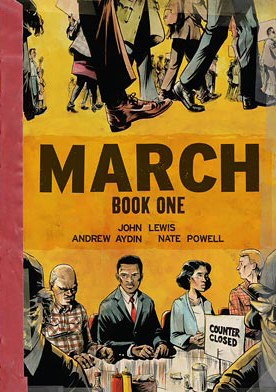 MARCH
BOOK ONE
JOHN LEWIS
ANDREW AYDIN NATE POWELL
COUNTER
CLOSED